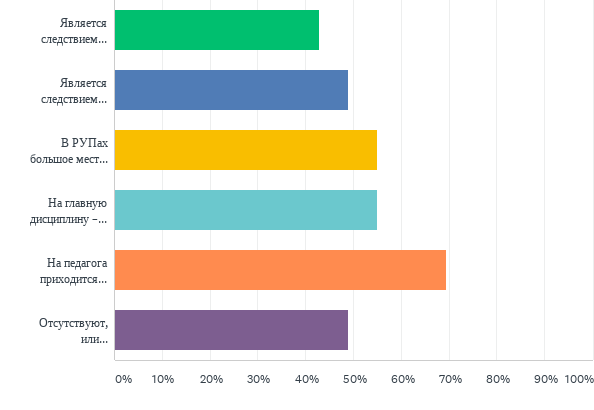 Является
следствием...
Является
следствием...
В РУПах
большое мест...
На главную
дисциплину –...
На педагога
приходится...
Отсутствуют,
или...
0% 10% 20% 30% 40% 50% 60% 70% 80% 90% 100%